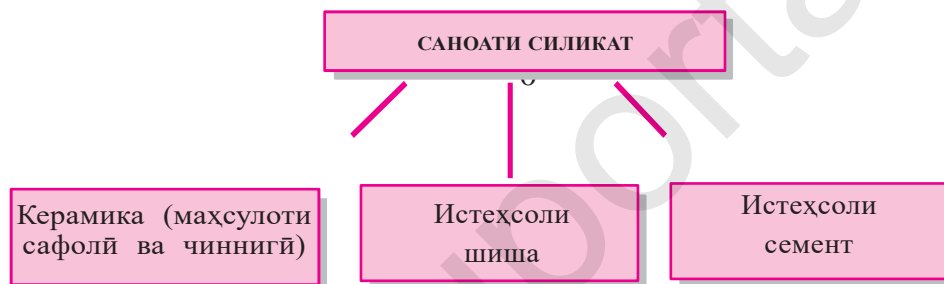 САНОАТИ СИЛИКАТ
Керамика (маҳсулоти
сафолӣ ва чиннигӣ)
Истеҳсоли
шиша
Истеҳсоли
семент